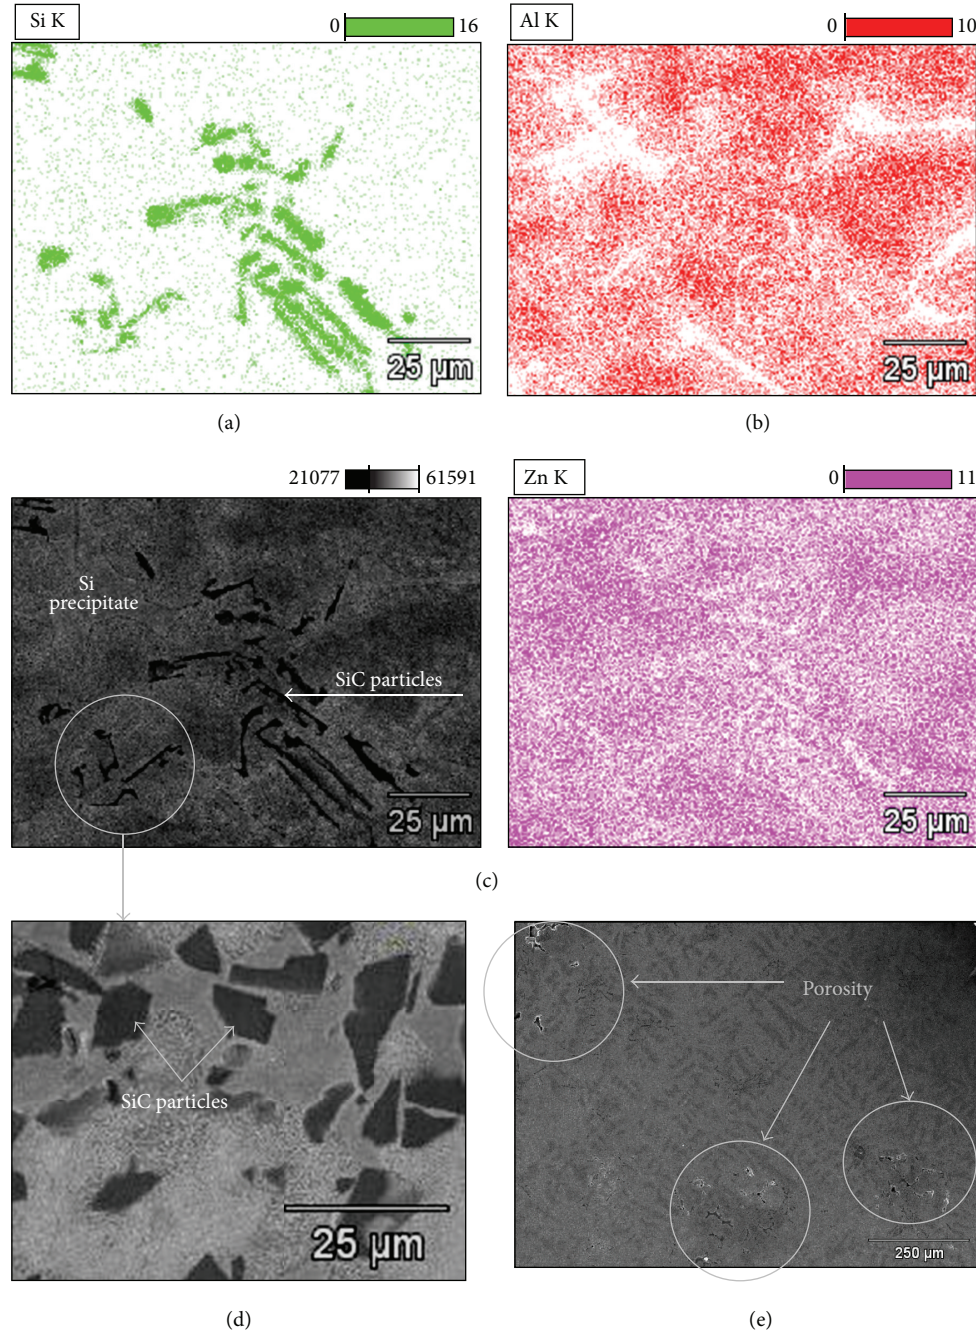 Si K
0 16
Al K
0 10
25 µm
25 µm
(a)
(b)
21077 61591
Zn K
0 11
Si
precipitate
SiC particles
25 µm
25 µm
(c)
Porosity
SiC particles
25 µm
250 µm
(d)
(e)